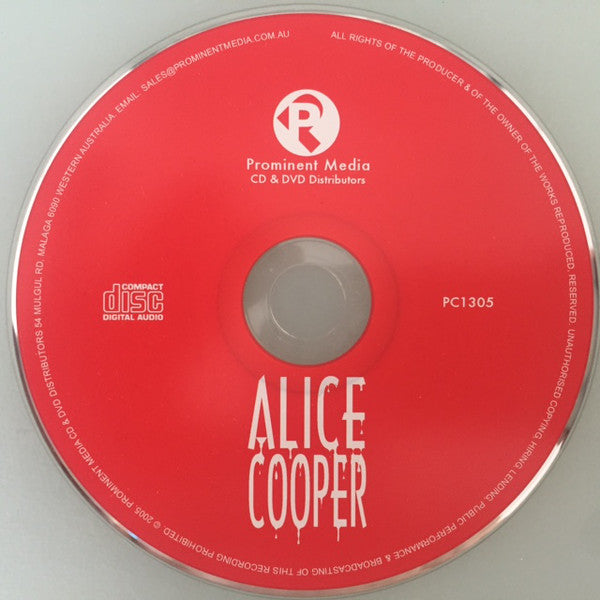 P
Prominent Media
CD & DVD Distributors
COMPACT
disc
DIGITAL AUDIO
PC1305
ALICE
COOPER
ALL RIGHTS OF THE PRODUCER & OF THE OWNER OF THE WORKS REPRODUCED. RESERVED. UNAUTHORISED COPYING, HIRING, LENDING, PUBLIC PERFORMANCE & BROADCASTING OF THIS RECORDING PROHIBITED. © 2005 PROMINENT MEDIA CD & DVD DISTRIBUTORS 54 MULGUL RD. MALAGA 6090 WESTERN AUSTRALIA. EMAIL. SALES@PROMINENTMEDIA.COM.AU